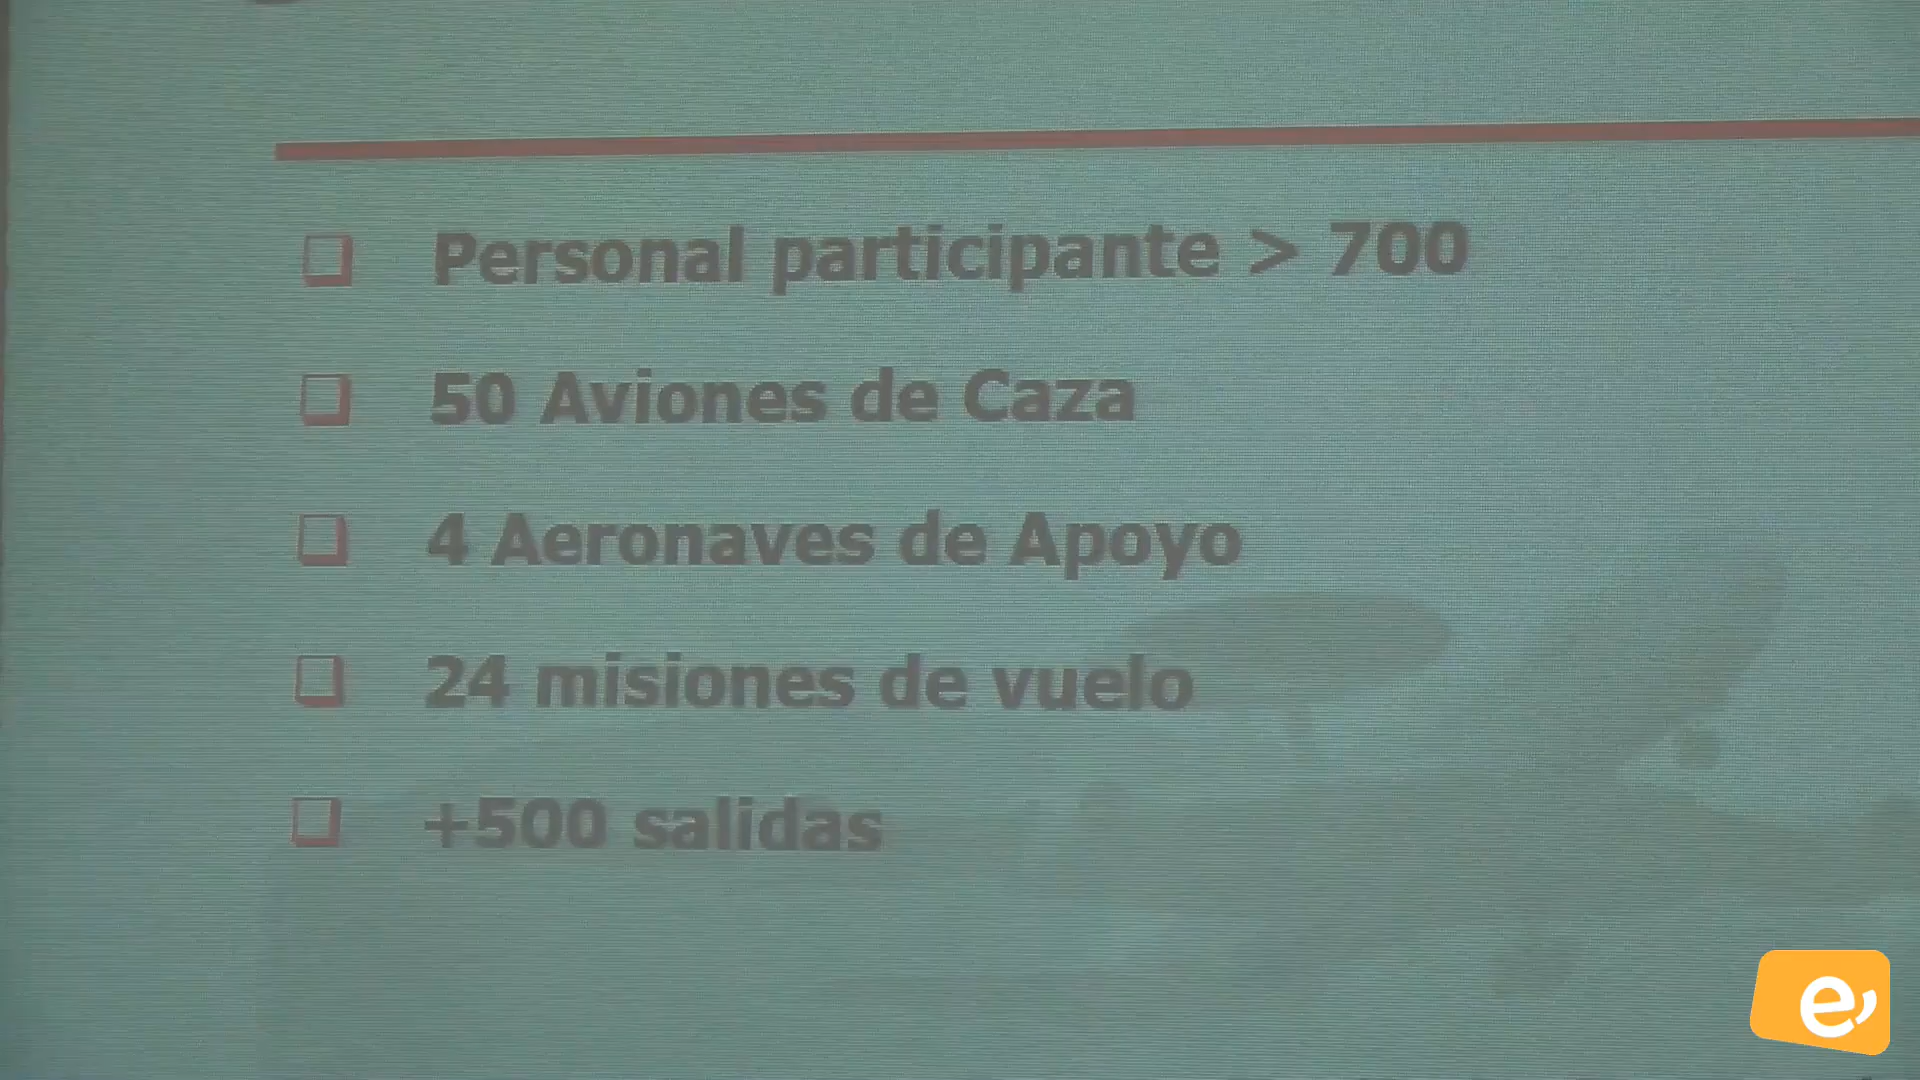 Personal participante > 700
50 Aviones de Caza
4 Aeronaves de Apoyo
24 misiones de vuelo
+500 salidas
e